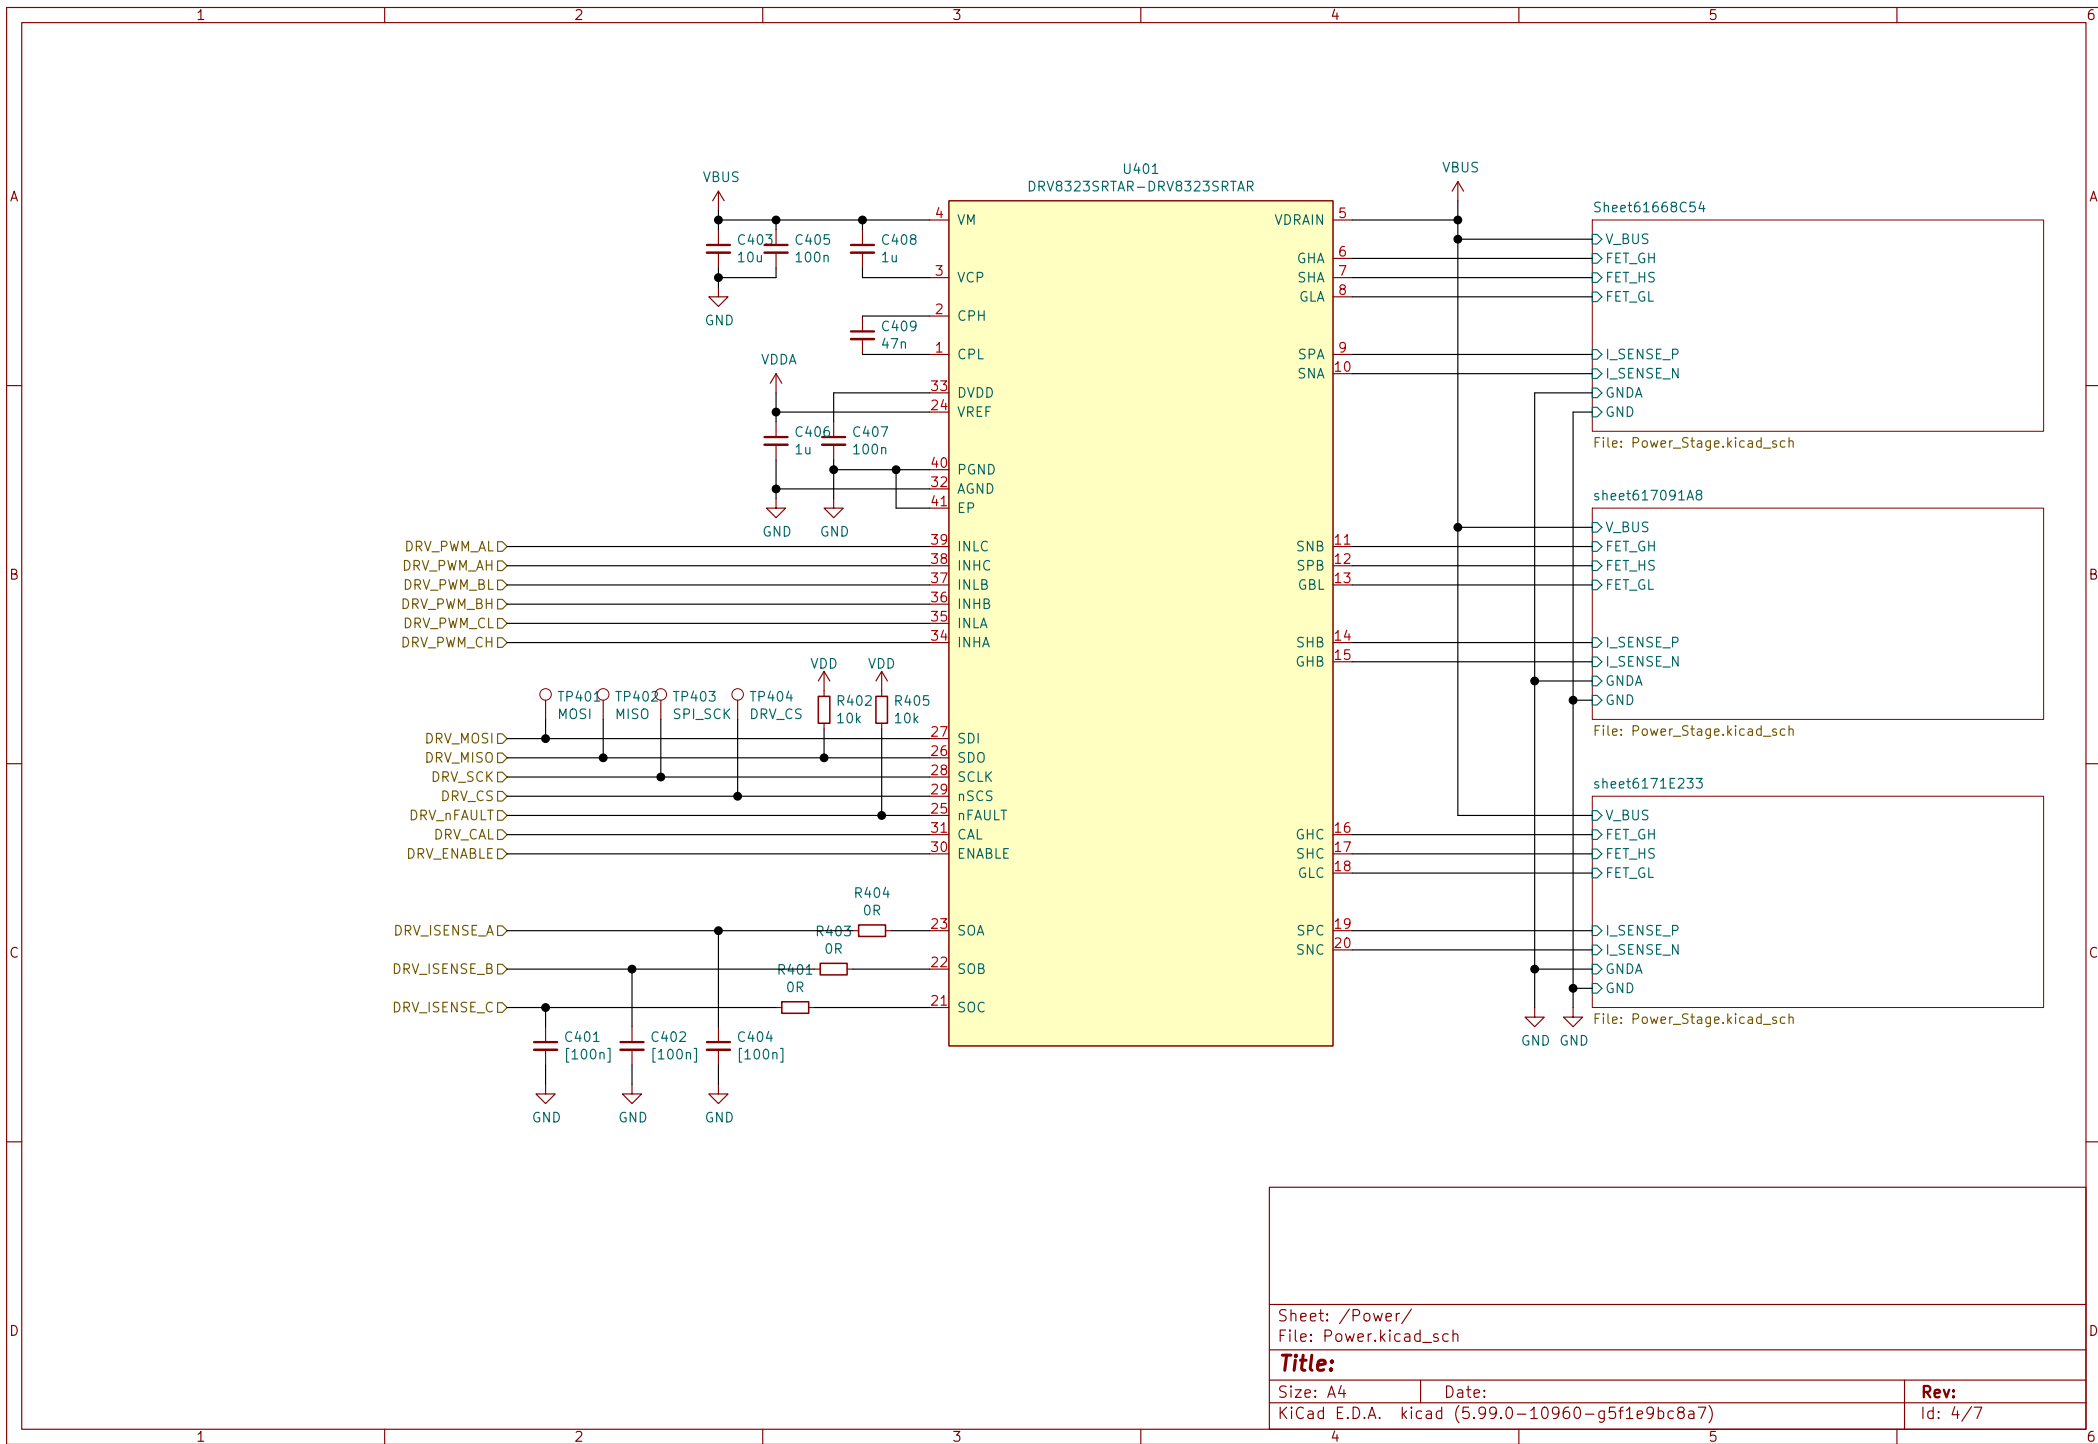 1 2 3 4 5 6
A A
B B
C C
D D
VBUS
C403
10u
C405
100n
C408
1u
GND
C409
47n
VDDA
C406
1u
C407
100n
GND
GND
U401
DRV8323SRTAR-DRV8323SRTAR
4 VM
3 VCP
2 CPH
1 CPL
33 DVDD
24 VREF
40 PGND
32 AGND
41 EP
DRV_PWM_AL 39 INLC
DRV_PWM_AH 38 INHC
DRV_PWM_BL 37 INLB
DRV_PWM_BH 36 INHB
DRV_PWM_CL 35 INLA
DRV_PWM_CH 34 INHA
VDD VDD
TP401
MOSI
TP402
MISO
TP403
SPI_SCK
TP404
DRV_CS
R402
10k
R405
10k
DRV_MOSI 27 SDI
DRV_MISO 26 SDO
DRV_SCK 28 SCLK
DRV_CS 29 nSCS
DRV_nFAULT 25 nFAULT
DRV_CAL 31 CAL
DRV_ENABLE 30 ENABLE
R404
0R
DRV_ISENSE_A 23 SOA
R403
0R
DRV_ISENSE_B 22 SOB
R401
0R
DRV_ISENSE_C 21 SOC
C401
[100n]
C402
[100n]
C404
[100n]
GND GND GND
VBUS
VDRAIN 5
GHA 6
SHA 7
GLA 8
SPA 9
SNA 10
SNB 11
SPB 12
GBL 13
SHB 14
GHB 15
GHC 16
SHC 17
GLC 18
SPC 19
SNC 20
Sheet61668C54
V_BUS
FET_GH
FET_HS
FET_GL
I_SENSE_P
I_SENSE_N
GNDA
GND
File: Power_Stage.kicad_sch
sheet617091A8
V_BUS
FET_GH
FET_HS
FET_GL
I_SENSE_P
I_SENSE_N
GNDA
GND
File: Power_Stage.kicad_sch
sheet6171E233
V_BUS
FET_GH
FET_HS
FET_GL
I_SENSE_P
I_SENSE_N
GNDA
GND
File: Power_Stage.kicad_sch
GND GND
Sheet: /Power/
File: Power.kicad_sch
Title:
Size: A4 Date: Rev:
KiCad E.D.A. kicad (5.99.0-10960-g5f1e9bc8a7) Id: 4/7
1 2 3 4 5 6